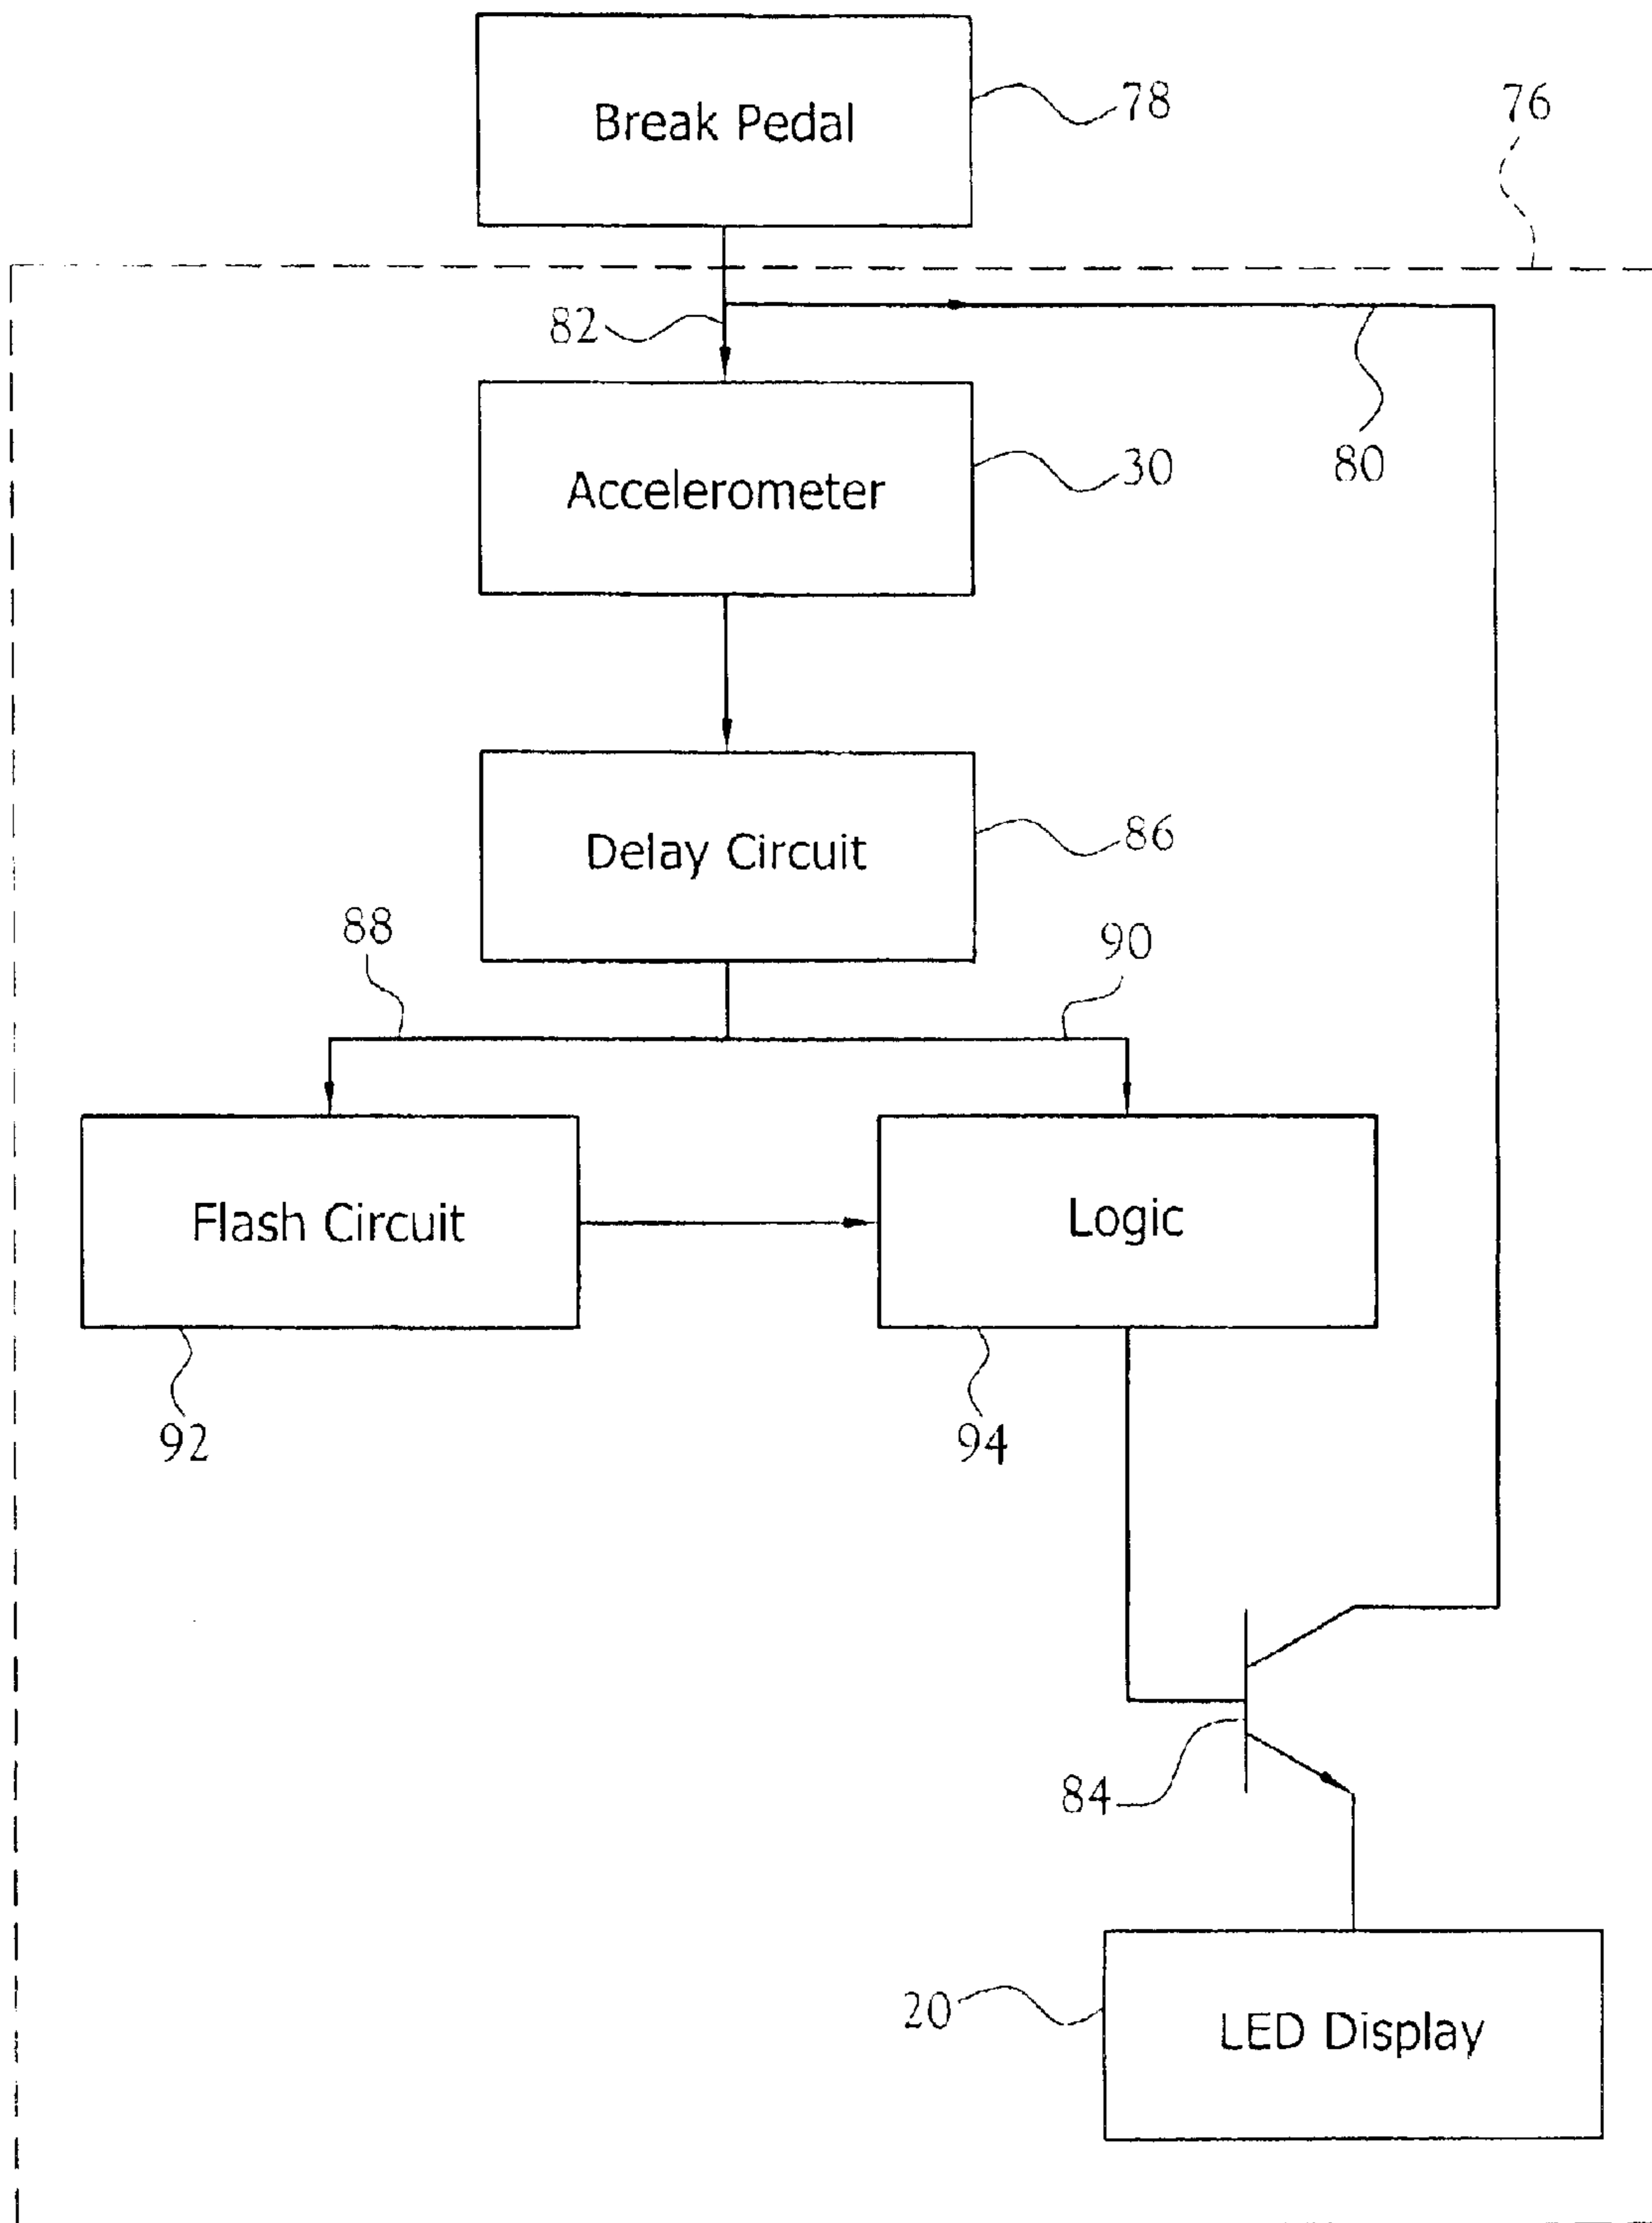 Break Pedal
78
76
82
80
Accelerometer
30
Delay Circuit
86
88
90
Flash Circuit
Logic
92
94
84
20
LED Display